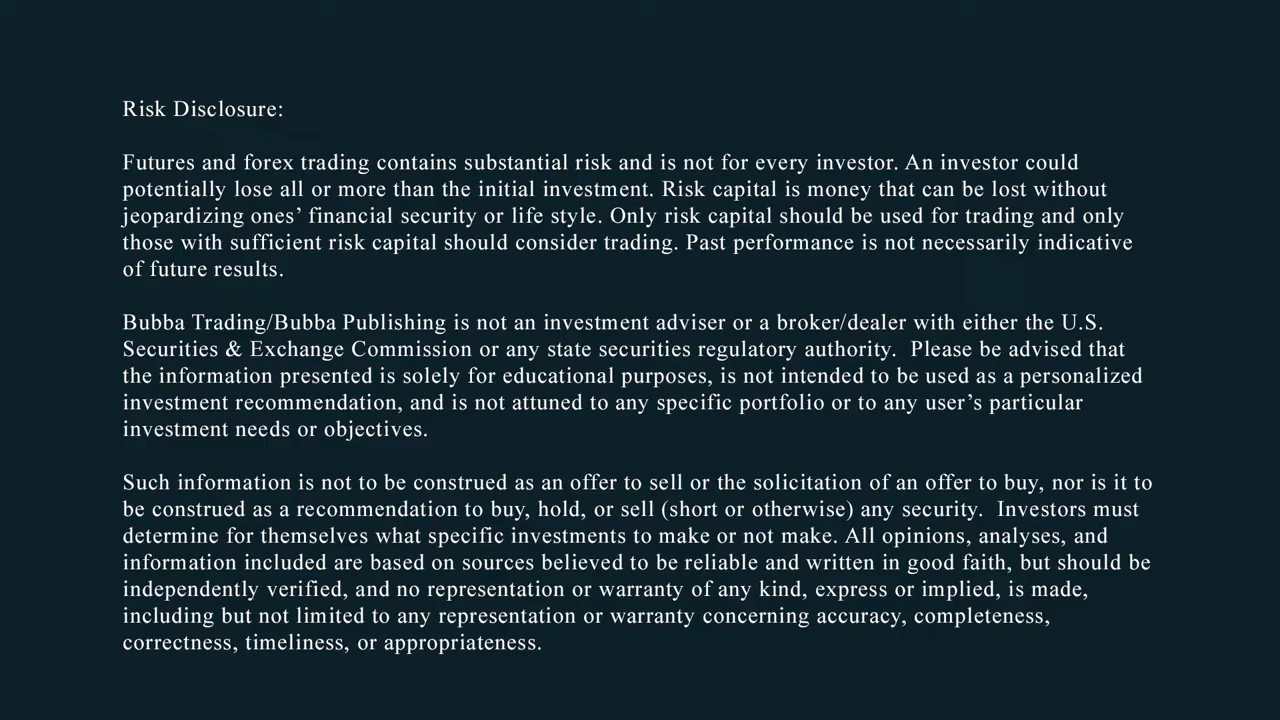 Risk Disclosure:
Futures and forex trading contains substantial risk and is not for every investor. An investor could
potentially lose all or more than the initial investment. Risk capital is money that can be lost without
jeopardizing ones’ financial security or life style. Only risk capital should be used for trading and only
those with sufficient risk capital should consider trading. Past performance is not necessarily indicative
of future results.
Bubba Trading/Bubba Publishing is not an investment adviser or a broker/dealer with either the U.S.
Securities & Exchange Commission or any state securities regulatory authority.  Please be advised that
the information presented is solely for educational purposes, is not intended to be used as a personalized
investment recommendation, and is not attuned to any specific portfolio or to any user’s particular
investment needs or objectives.
Such information is not to be construed as an offer to sell or the solicitation of an offer to buy, nor is it to
be construed as a recommendation to buy, hold, or sell (short or otherwise) any security.  Investors must
determine for themselves what specific investments to make or not make. All opinions, analyses, and
information included are based on sources believed to be reliable and written in good faith, but should be
independently verified, and no representation or warranty of any kind, express or implied, is made,
including but not limited to any representation or warranty concerning accuracy, completeness,
correctness, timeliness, or appropriateness.